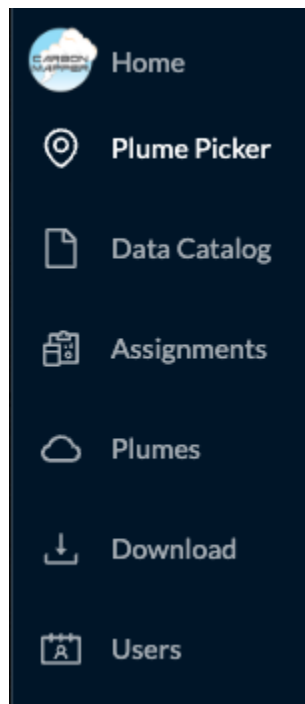 CARBON
MAPPER
Home
Plume Picker
Data Catalog
Assignments
Plumes
Download
Users